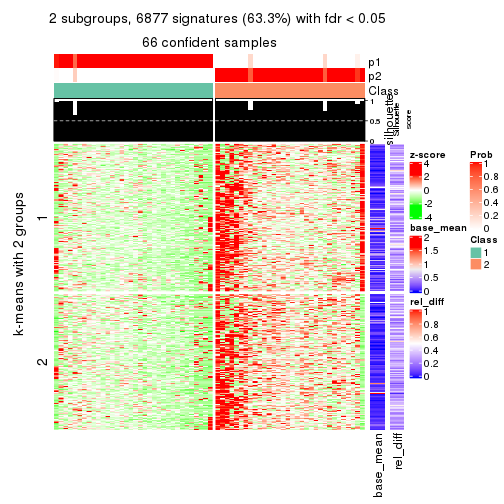 2 subgroups, 6877 signatures (63.3%) with fdr < 0.05
66 confident samples
p1
p2
Class
1
0.5
0
silhouette
Silhouette
score
k-means with 2 groups
1
2
base_mean
rel_diff
z-score
4
2
0
-2
-4
base_mean
2
1.5
1
0.5
0
rel_diff
1
0.8
0.6
0.4
0.2
0
Prob
1
0.8
0.6
0.4
0.2
0
Class
1
2